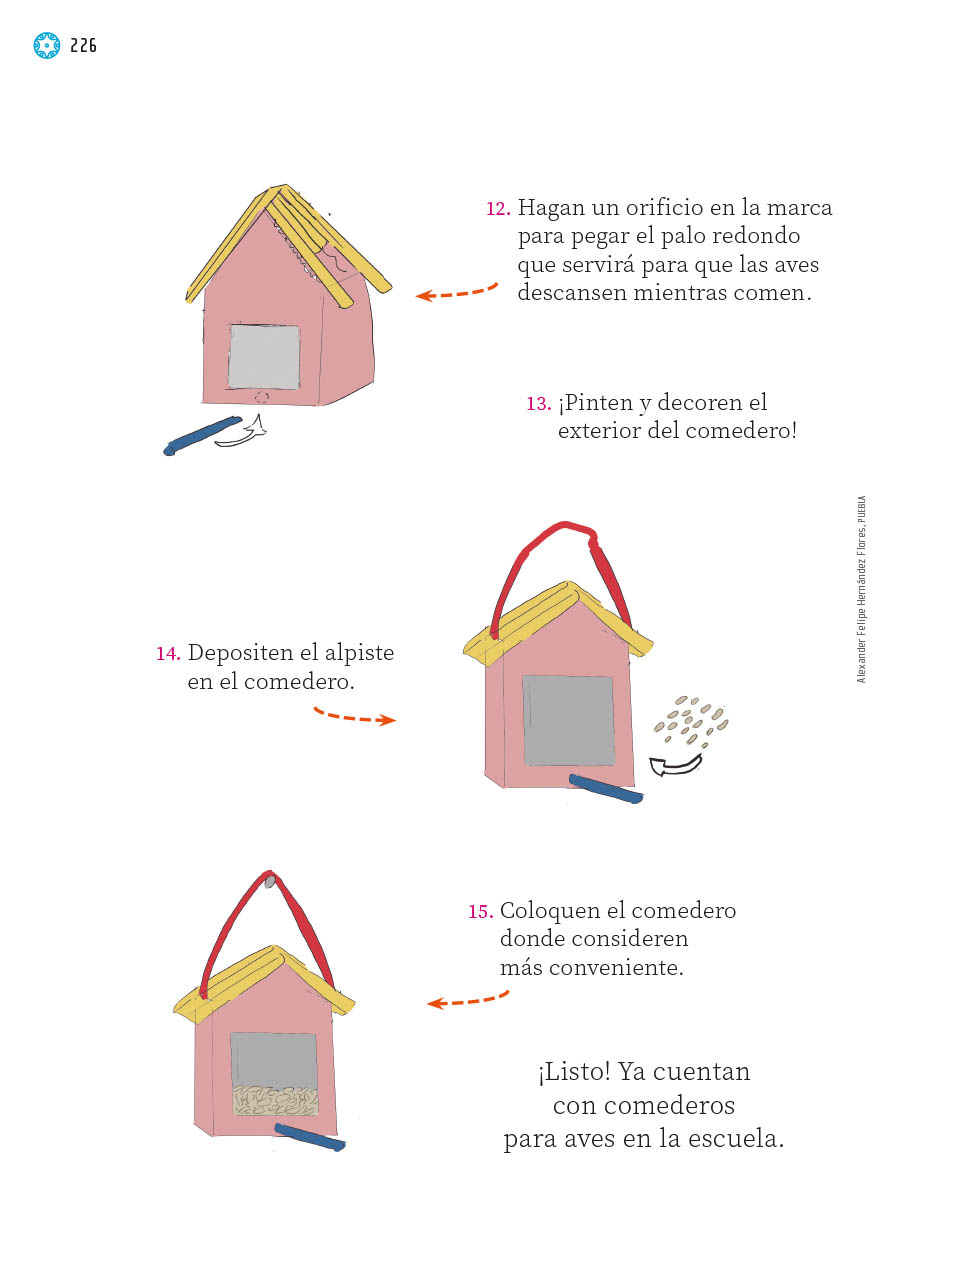 226
12. Hagan un orificio en la marca
para pegar el palo redondo
que servirá para que las aves
descansen mientras comen.
13. ¡Pinten y decoren el
exterior del comedero!
Alexander Felipe Hernández Flores, PUEBLA
14. Depositen el alpiste
en el comedero.
15. Coloquen el comedero
donde consideren
más conveniente.
¡Listo! Ya cuentan
con comederos
para aves en la escuela.